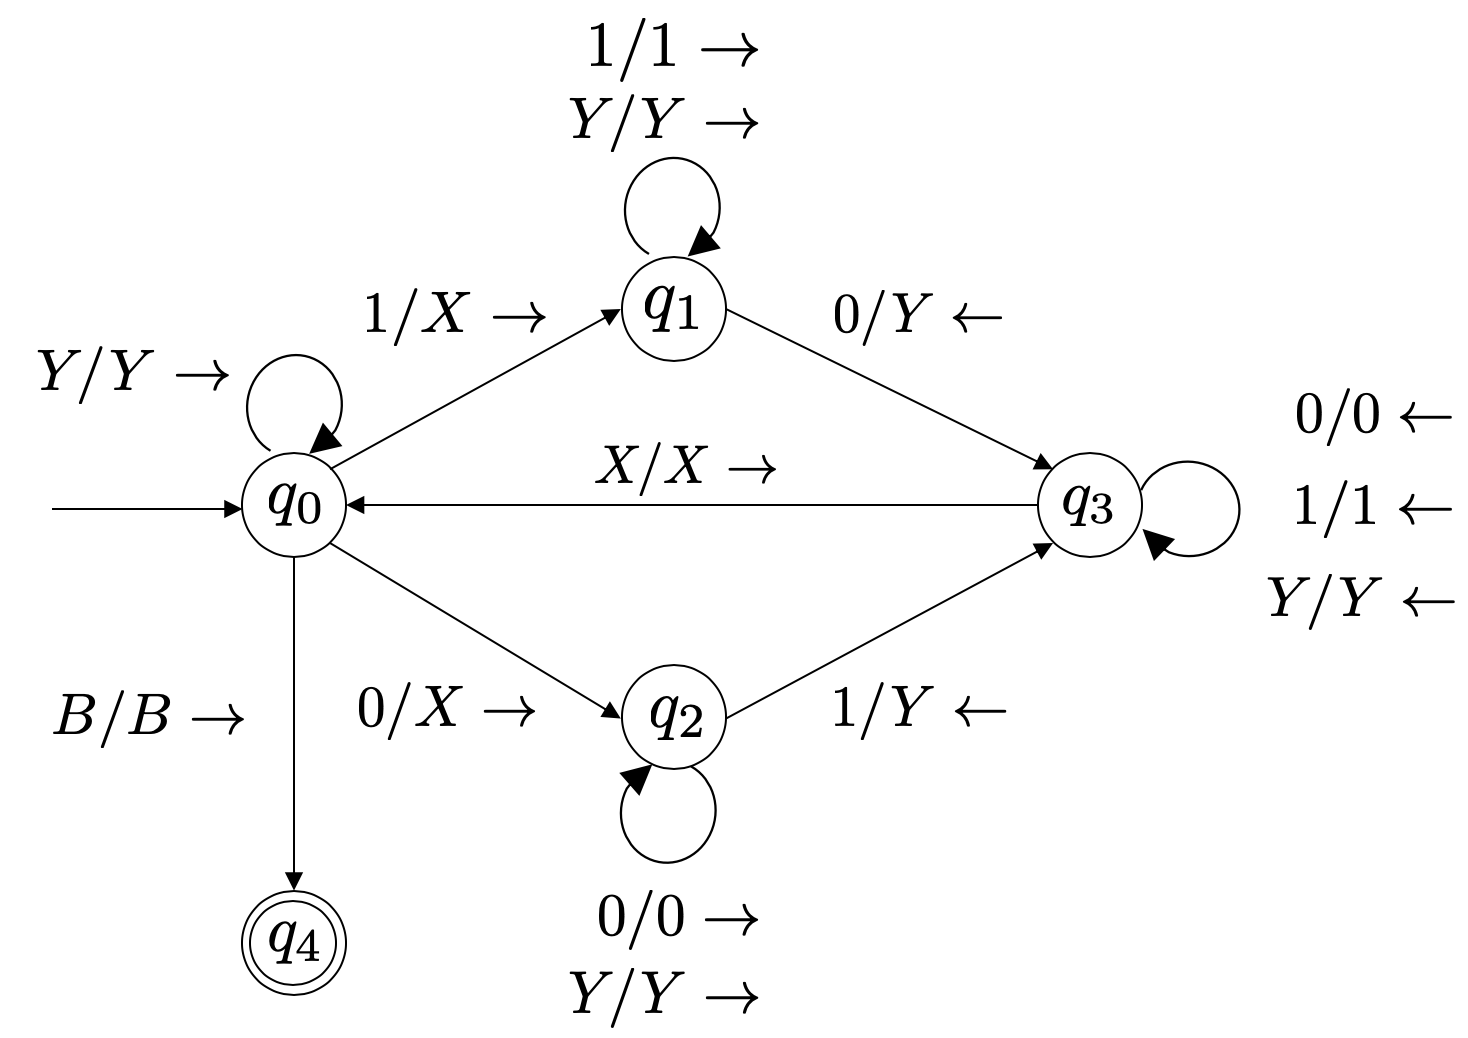 1/1 →
Y/Y →
q1
1/X →
0/Y ←
Y/Y →
0/0 ←
X/X →
q0
q3
1/1 ←
Y/Y ←
B/B →
0/X →
q2
1/Y ←
q4
0/0 →
Y/Y →